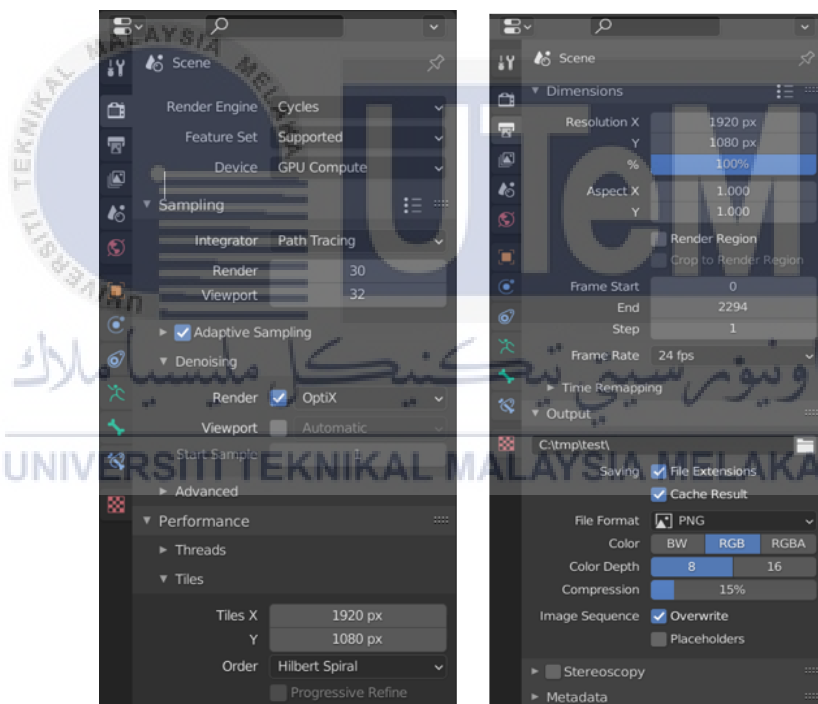 Scene
Render Engine Cycles
Feature Set Supported
Device GPU Compute
Sampling
Integrator Path Tracing
Render 30
Viewport 32
Adaptive Sampling
Denoising
Render OptiX
Viewport Automatic
Start Sample 1
Advanced
Performance
Threads
Tiles
Tiles X 1920 px
Y 1080 px
Order Hilbert Spiral
Progressive Refine
Scene
Dimensions
Resolution X 1920 px
Y 1080 px
% 100%
Aspect X 1.000
Y 1.000
Render Region
Crop to Render Region
Frame Start 0
End 2294
Step 1
Frame Rate 24 fps
Time Remapping
Output
C:\tmp\test\
Saving File Extensions
Cache Result
File Format PNG
Color BW RGB RGBA
Color Depth 8 16
Compression 15%
Image Sequence Overwrite
Placeholders
Stereoscopy
Metadata
UTeM
اونيۏرسيتي تيكنيكل مليسيا ملاك
UNIVERSITI TEKNIKAL MALAYSIA MELAKA